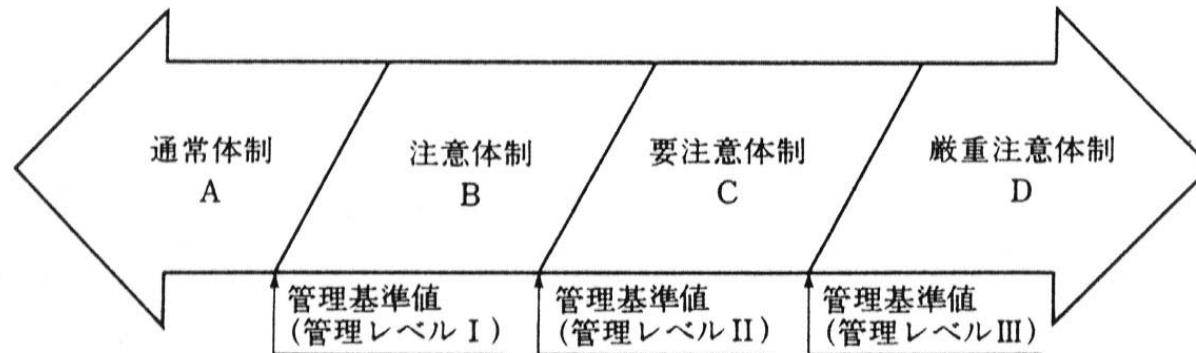 通常体制
A
注意体制
B
要注意体制
C
厳重注意体制
D
管理基準値
(管理レベルⅠ)
管理基準値
(管理レベルⅡ)
管理基準値
(管理レベルⅢ)